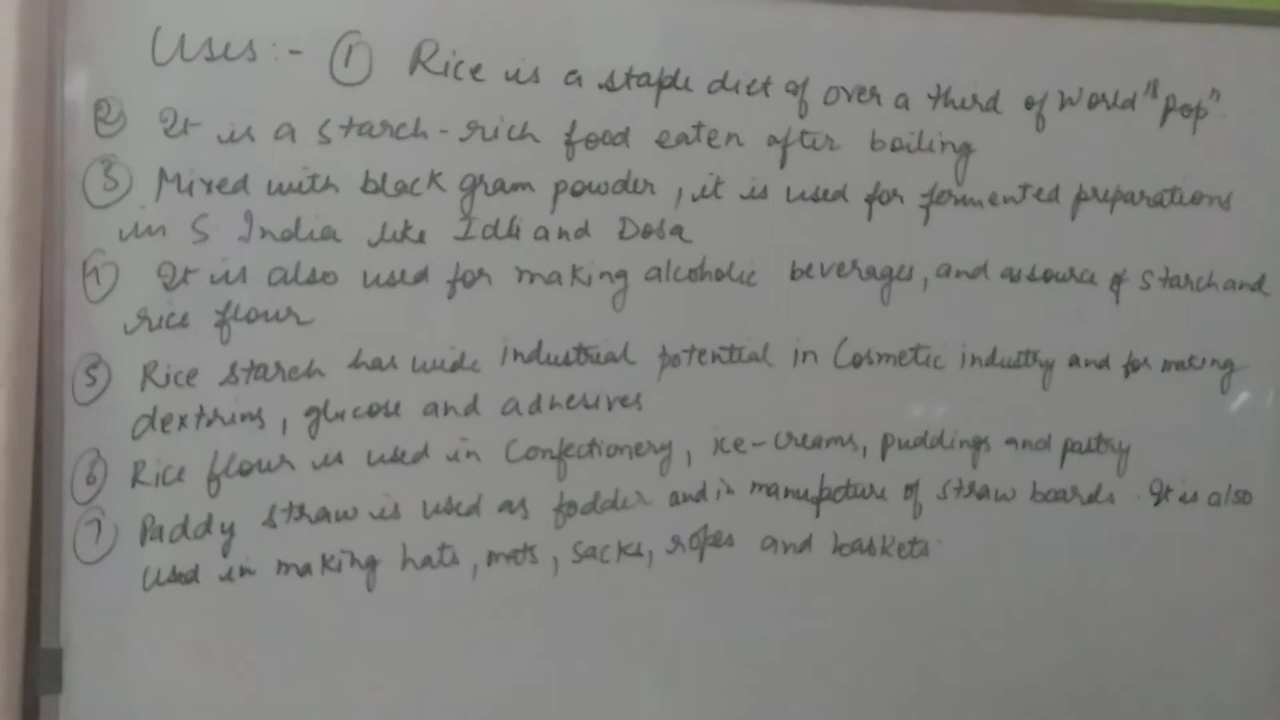 Uses:- ① Rice is a staple diet of over a third of World "popⁿ.
② It is a starch-rich food eaten after boiling
③ Mixed with black gram powder, it is used for fermented preparations
in S India like Idli and Dosa
④ It is also used for making alcoholic beverages, and as source of starch and
rice flour
⑤ Rice starch has wide industrial potential in Cosmetic industry and for making
dextrins, glucose and adhesives
⑥ Rice flour is used in Confectionery, ice-creams, puddings and pastry
⑦ Paddy straw is used as fodder and in manufacture of straw boards. It is also
Used in making hats, mats, sacks, ropes and baskets.